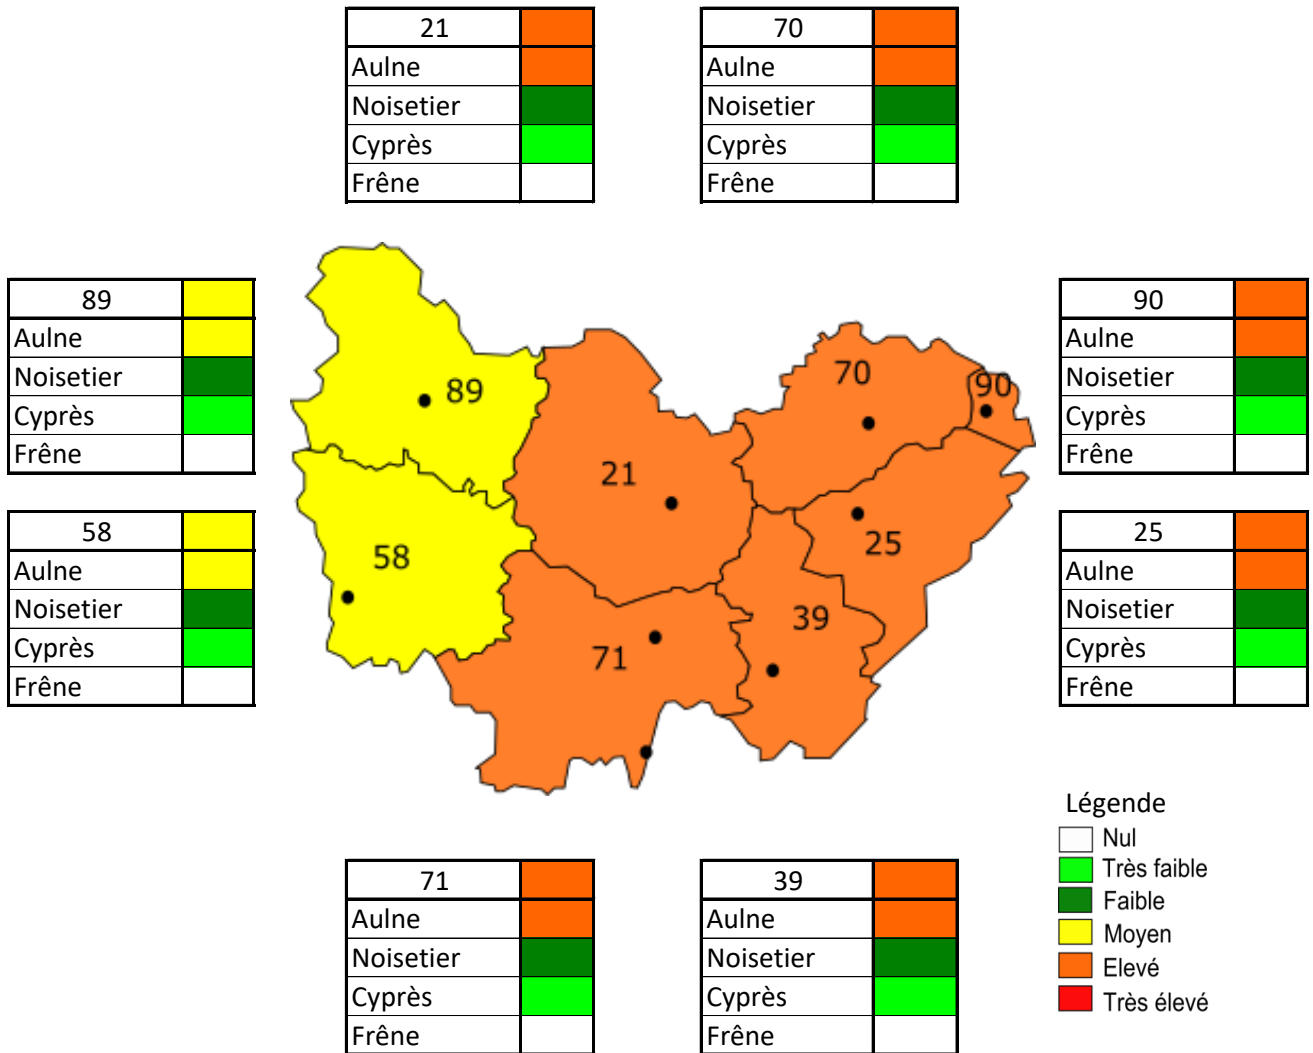 21
Aulne
Noisetier
Cyprès
Frêne
70
Aulne
Noisetier
Cyprès
Frêne
89
Aulne
Noisetier
Cyprès
Frêne
58
Aulne
Noisetier
Cyprès
Frêne
89
58
21
70
90
25
39
71
90
Aulne
Noisetier
Cyprès
Frêne
25
Aulne
Noisetier
Cyprès
Frêne
71
Aulne
Noisetier
Cyprès
Frêne
39
Aulne
Noisetier
Cyprès
Frêne
Légende
Nul
Très faible
Faible
Moyen
Elevé
Très élevé